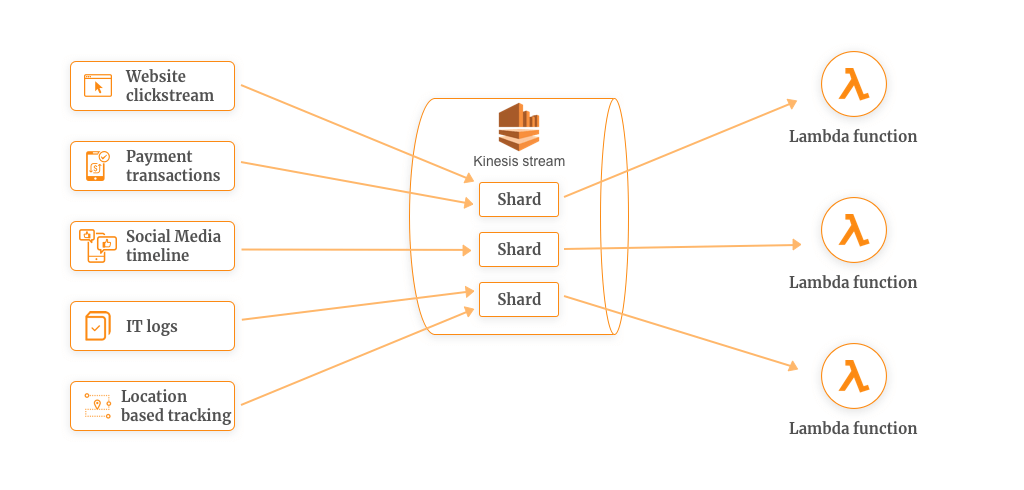 Website
clickstream
Payment
transactions
Social Media
timeline
IT logs
Location
based tracking
Kinesis stream
Shard
Shard
Shard
Lambda function
Lambda function
Lambda function